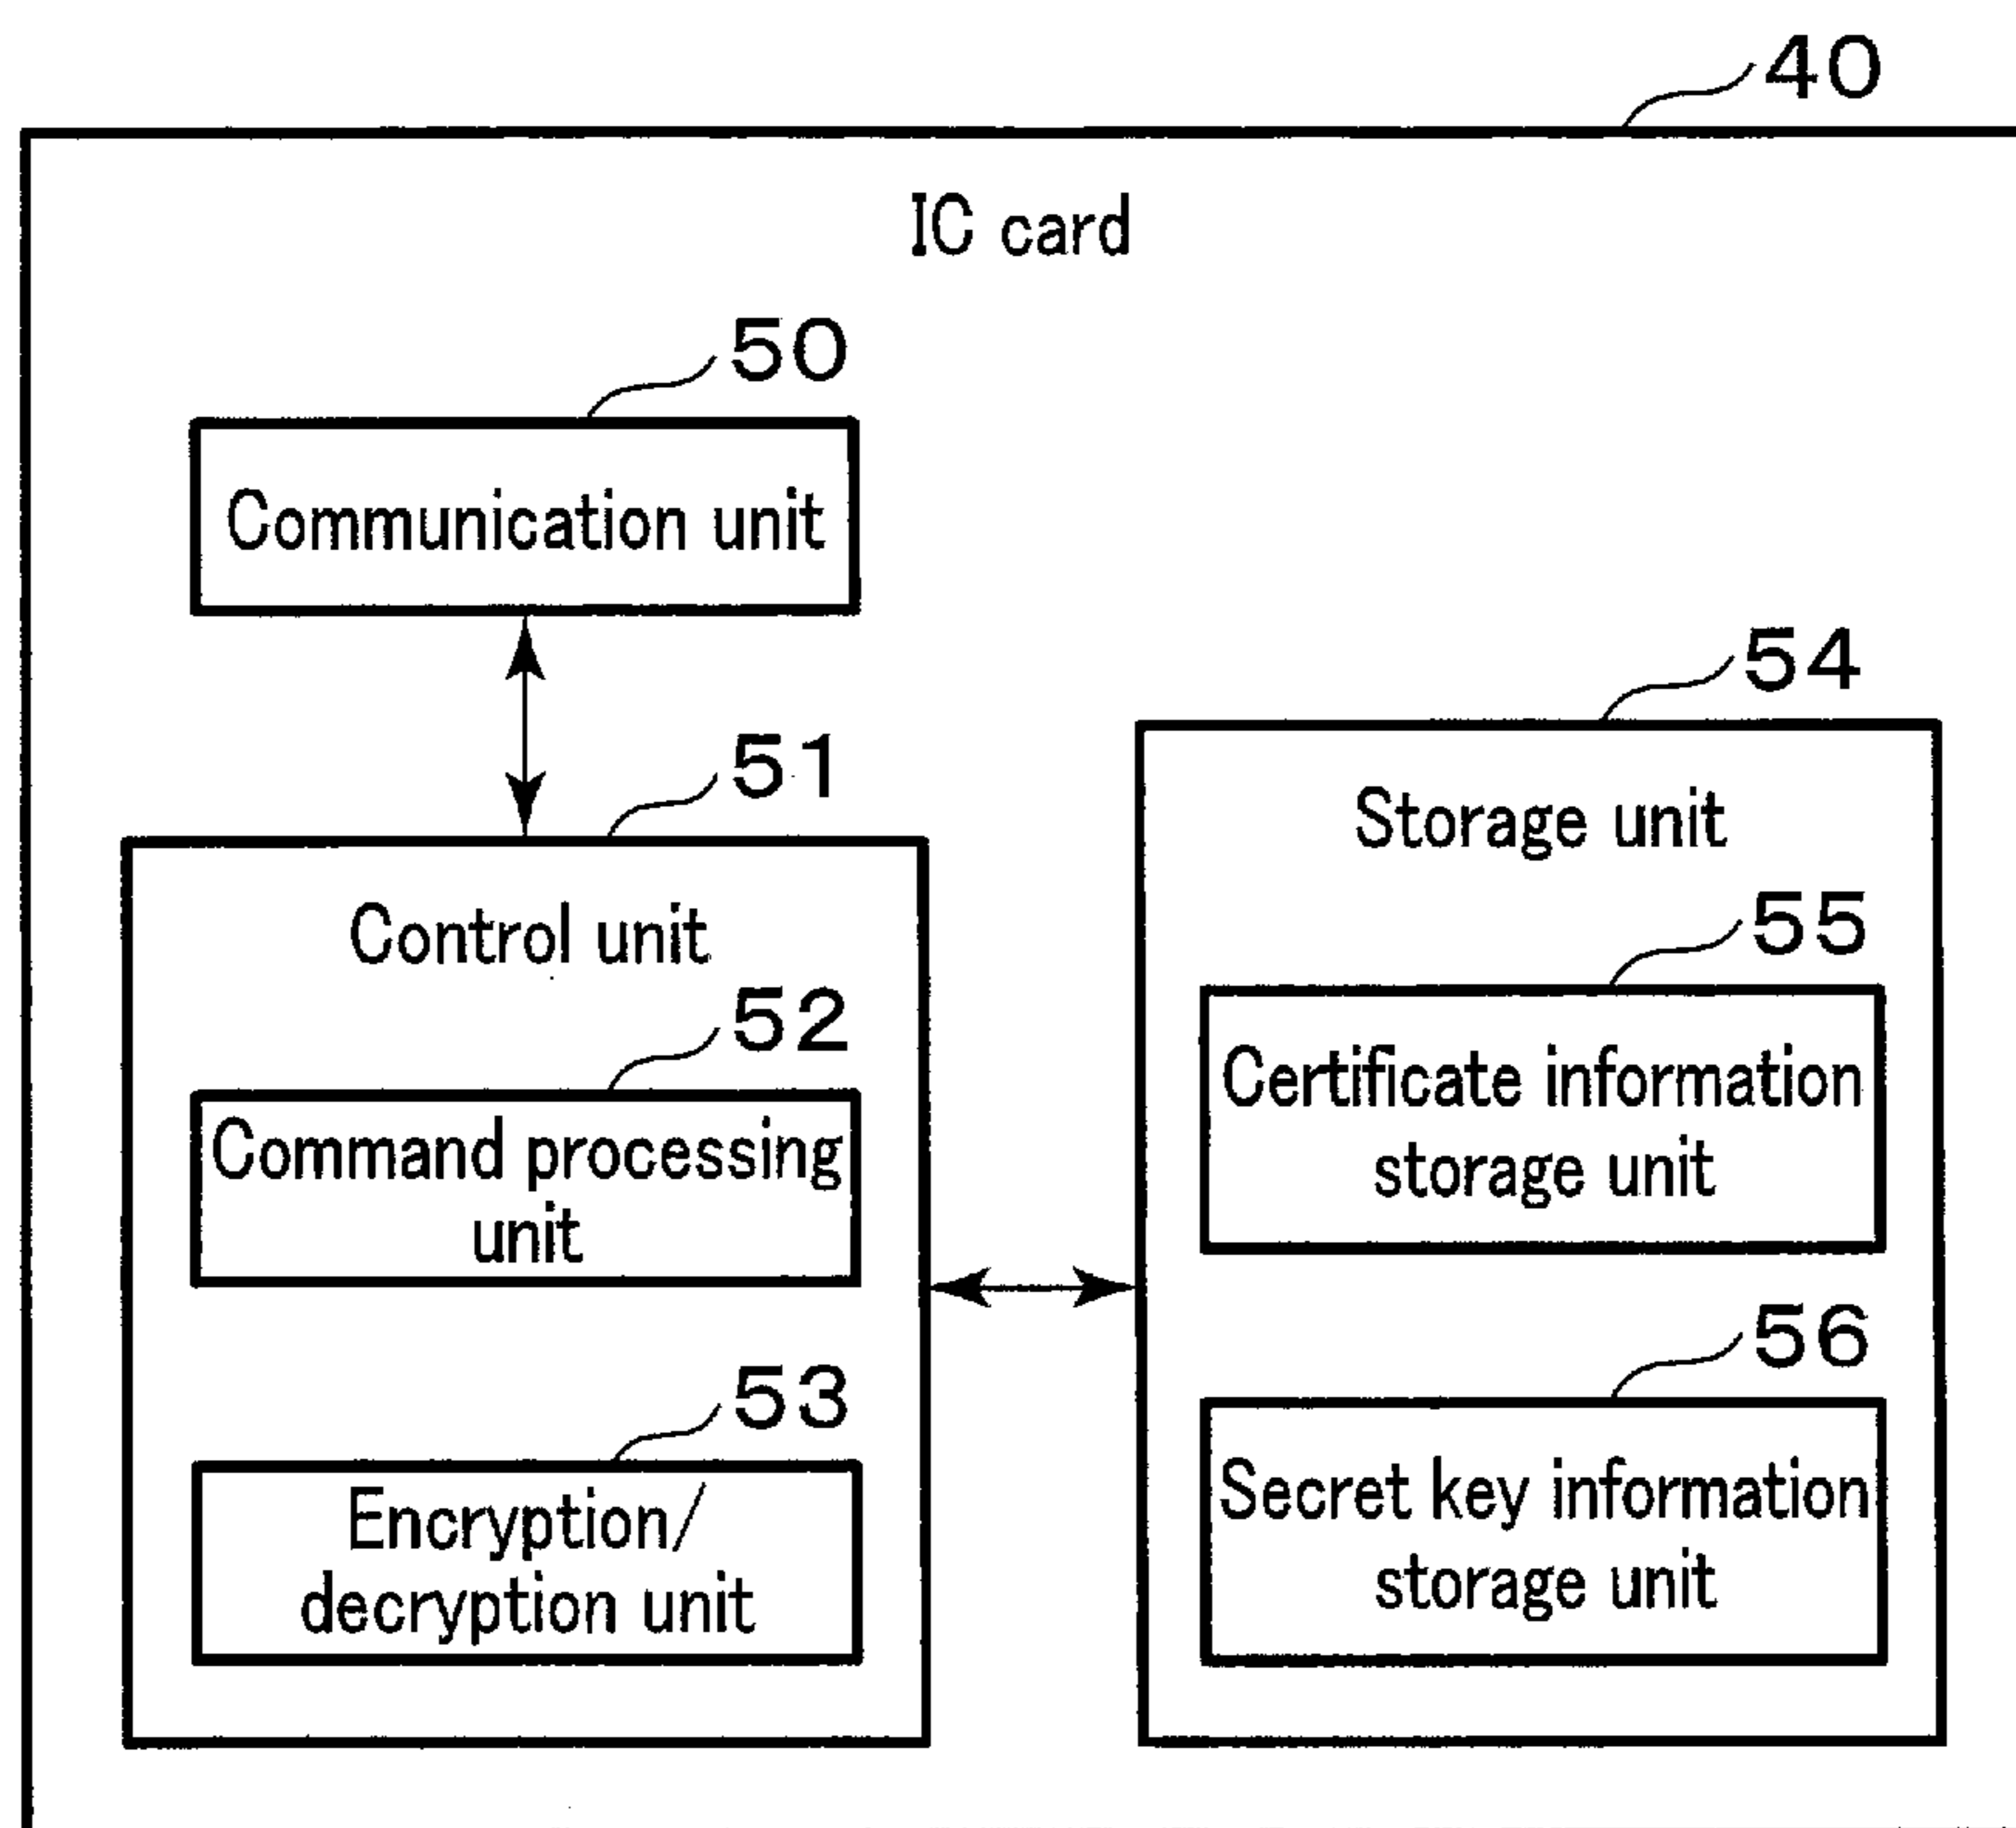 40
IC card
50
Communication unit
51
Control unit
52
Command processing
unit
53
Encryption/
decryption unit
54
Storage unit
55
Certificate information
storage unit
56
Secret key information
storage unit